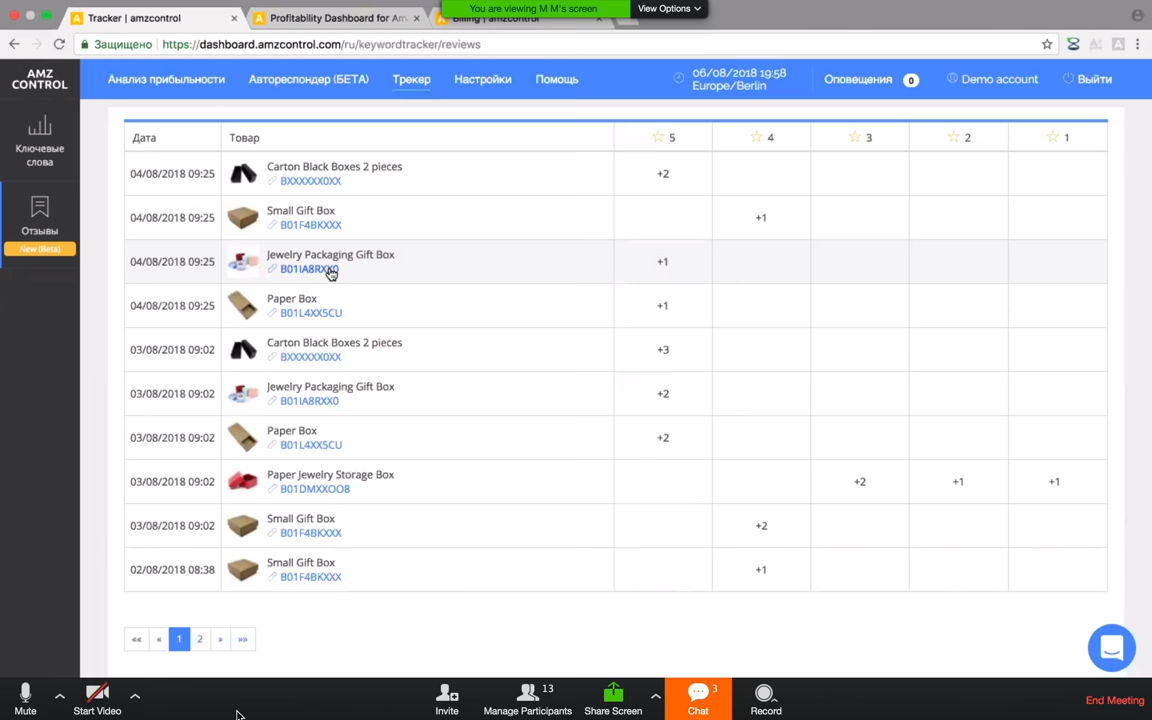 You are viewing M M's screen
View Options
Tracker | amzcontrol
Profitability Dashboard for Am
Billing | amzcontrol
Защищено
https://dashboard.amzcontrol.com/ru/keywordtracker/reviews
AMZ
CONTROL
Анализ прибыльности
Автореспондер (БЕТА)
Трекер
Настройки
Помощь
06/08/2018 19:58
Europe/Berlin
Оповещения 0
Demo account
Выйти
Ключевые
слова
Отзывы
New (Beta)
Дата Товар 5 4 3 2 1
04/08/2018 09:25 Carton Black Boxes 2 pieces +2
BXXXXXX0XX
04/08/2018 09:25 Small Gift Box +1
B01F4BKXXX
04/08/2018 09:25 Jewelry Packaging Gift Box +1
B01IA8RXX0
04/08/2018 09:25 Paper Box +1
B01L4XX5CU
03/08/2018 09:02 Carton Black Boxes 2 pieces +3
BXXXXXX0XX
03/08/2018 09:02 Jewelry Packaging Gift Box +2
B01IA8RXX0
03/08/2018 09:02 Paper Box +2
B01L4XX5CU
03/08/2018 09:02 Paper Jewelry Storage Box +2 +1 +1
B01DMXXOO8
03/08/2018 09:02 Small Gift Box +2
B01F4BKXXX
02/08/2018 08:38 Small Gift Box +1
B01F4BKXXX
«« « 1 2 » »»
Mute
Start Video
Invite
Manage Participants 13
Share Screen
Chat 3
Record
End Meeting